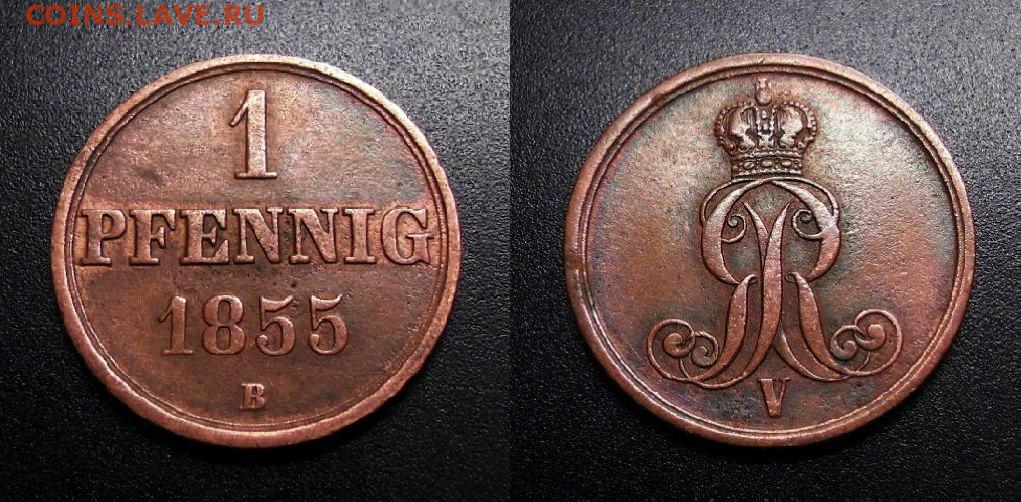 COINS.LAVE.RU
1
PFENNIG
1855
B
V